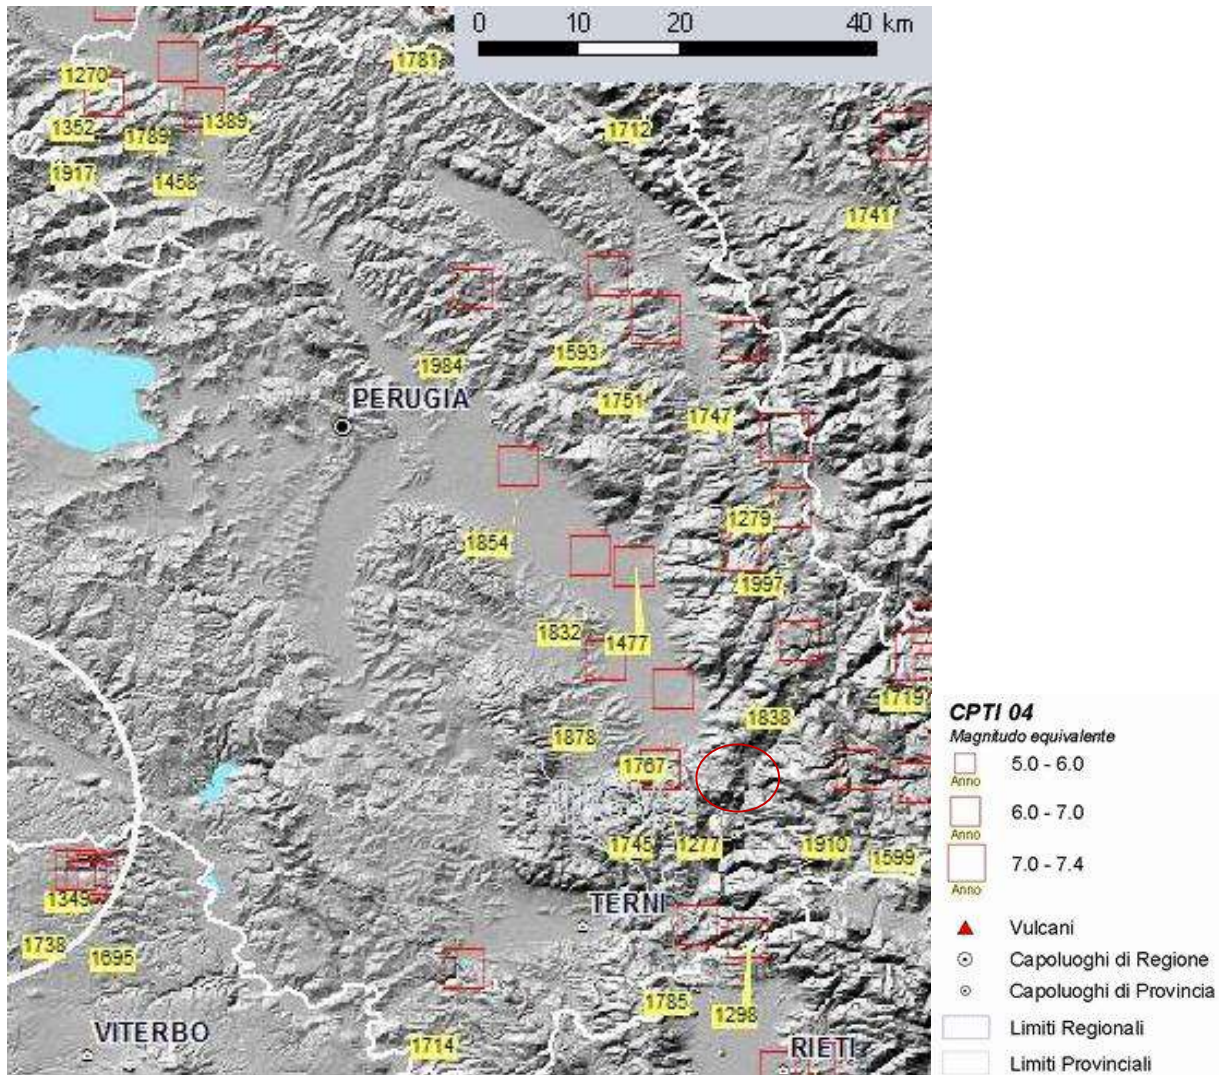 0 10 20 40 km
1781
1270
1352
1789
1389
1712
1917
1458
1741
1984
1593
PERUGIA
1751
1747
1279
1854
1997
1832
1477
1719
1838
1878
1767
1745
1277
1910
1599
1349
TERNI
1738
1695
1785
1298
VITERBO
1714
RIETI
CPTI 04
Magnitudo equivalente
5.0 - 6.0
Anno
6.0 - 7.0
Anno
7.0 - 7.4
Anno
Vulcani
Capoluoghi di Regione
Capoluoghi di Provincia
Limiti Regionali
Limiti Provinciali